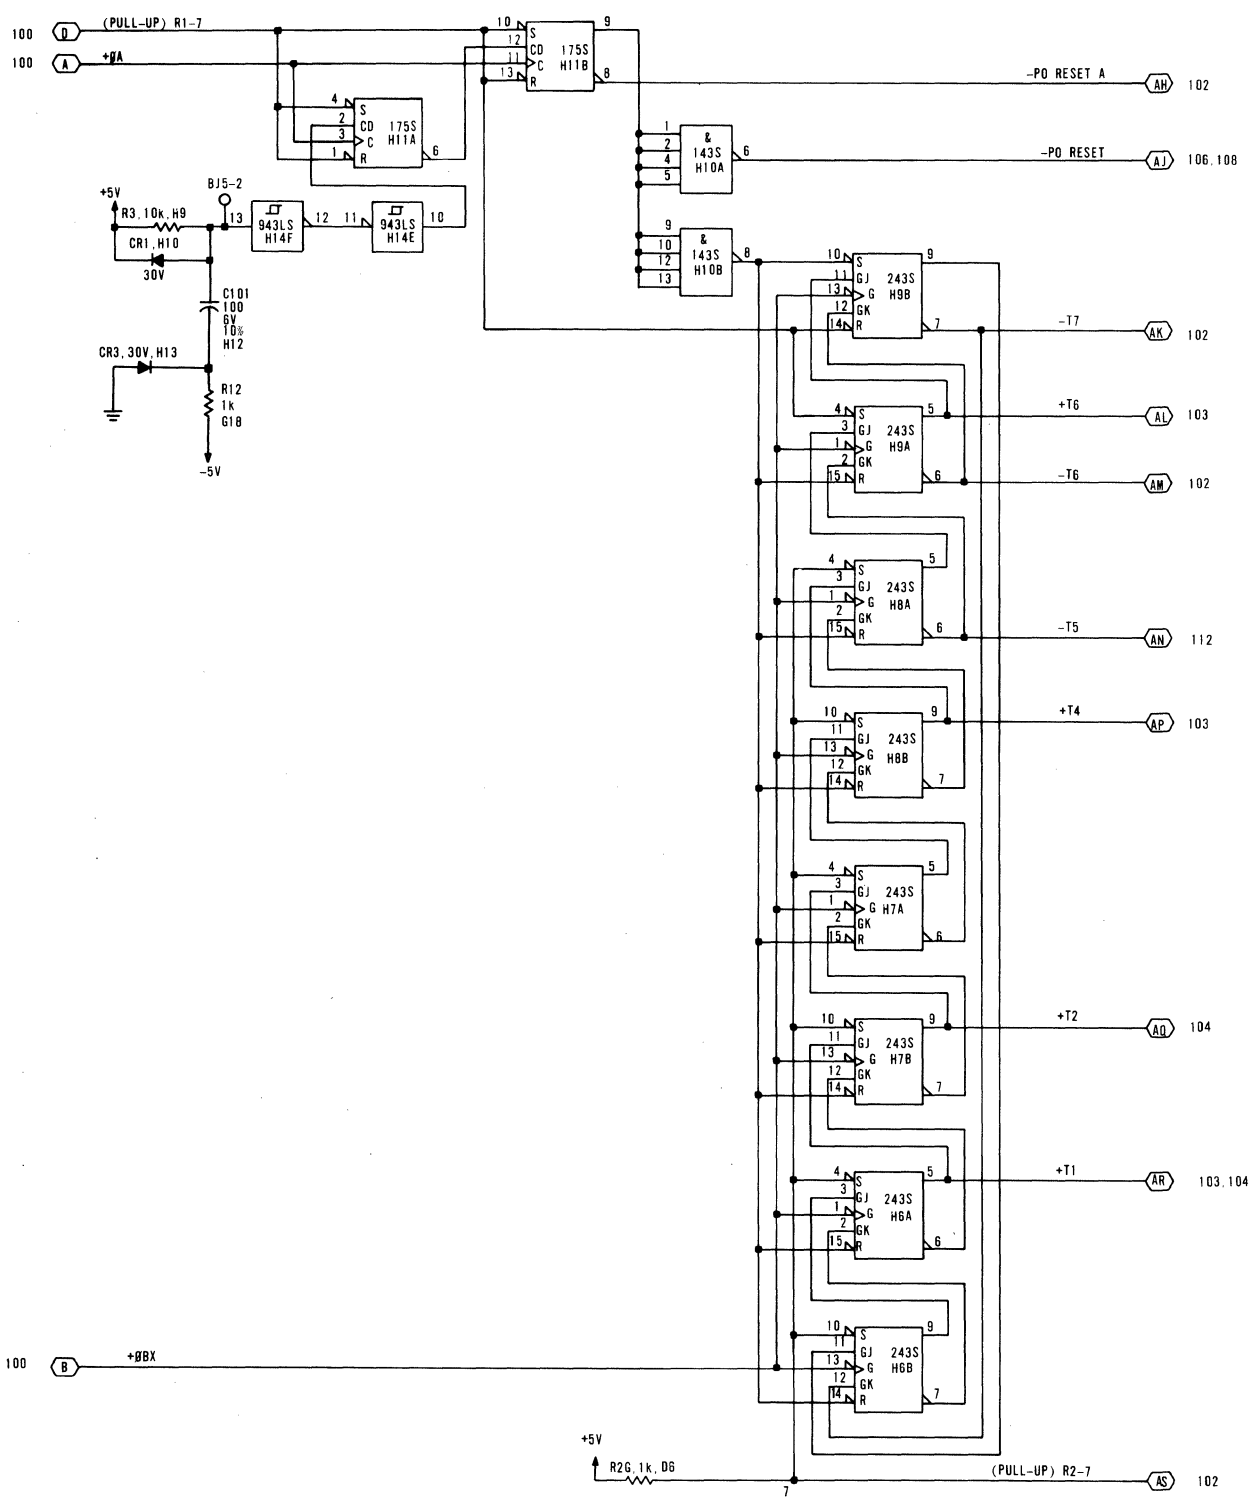 100 D (PULL-UP) R1-7
100 A +ØA
10 S 9
12 CD 175S
11 C H11B
13 R 8
-PO RESET A AH 102
4 S
2 CD 175S
3 C H11A
1 R 6
1 &
2 143S 6
4 H10A
5
-PO RESET AJ 106,108
BJ5-2
+5V
R3, 10k, H9
13 943LS 12
H14F
11 943LS 10
H14E
CR1, H10
30V
C101
100
6V
10%
H12
CR3, 30V, H13
R12
1k
G18
-5V
9 &
10 143S 8
12 H10B
13
10 S 9
11 GJ 243S
13 G H9B
12 GK
14 R 7
-T7 AK 102
4 S 5
3 GJ 243S
1 G H9A
2 GK
15 R 6
+T6 AL 103
-T6 AM 102
4 S 5
3 GJ 243S
1 G H8A
2 GK
15 R 6
-T5 AN 112
10 S 9
11 GJ 243S
13 G H8B
12 GK
14 R 7
+T4 AP 103
4 S 5
3 GJ 243S
1 G H7A
2 GK
15 R 6
10 S 9
11 GJ 243S
13 G H7B
12 GK
14 R 7
+T2 AQ 104
4 S 5
3 GJ 243S
1 G H6A
2 GK
15 R 6
+T1 AR 103,104
10 S 9
11 GJ 243S
13 G H6B
12 GK
14 R 7
100 B +ØBX
+5V
R2G, 1k, D6
7
(PULL-UP) R2-7 AS 102